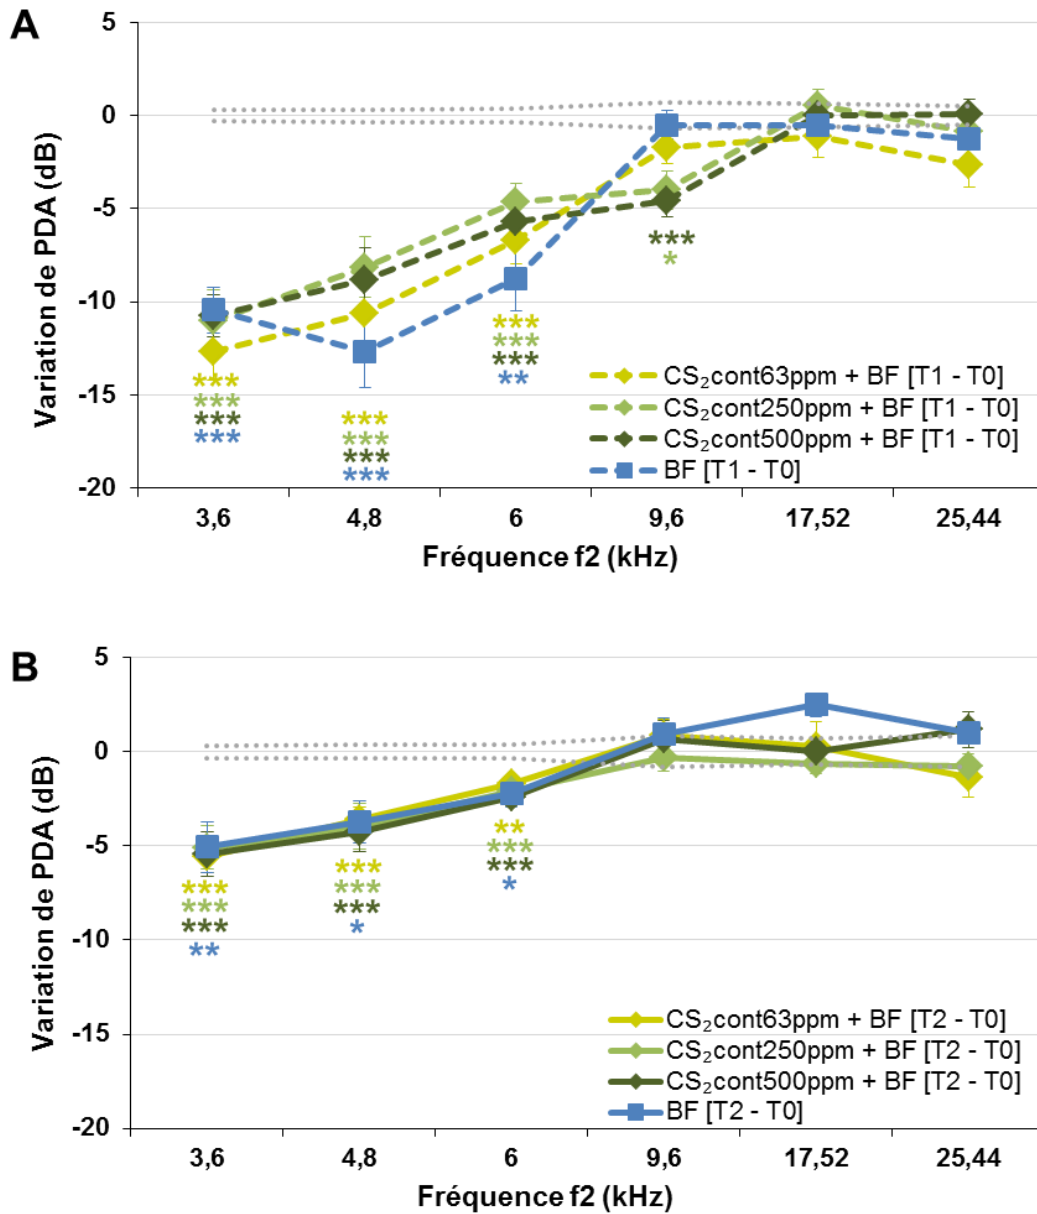 A
Variation de PDA (dB)
5
0
-5
-10
-15
-20
***
***
***
***
***
***
***
***
***
***
***
**
***
*
CS₂cont63ppm + BF [T1 - T0]
CS₂cont250ppm + BF [T1 - T0]
CS₂cont500ppm + BF [T1 - T0]
BF [T1 - T0]
3,6 4,8 6 9,6 17,52 25,44
Fréquence f2 (kHz)
B
Variation de PDA (dB)
5
0
-5
-10
-15
-20
***
***
***
**
***
***
***
*
**
***
***
*
CS₂cont63ppm + BF [T2 - T0]
CS₂cont250ppm + BF [T2 - T0]
CS₂cont500ppm + BF [T2 - T0]
BF [T2 - T0]
3,6 4,8 6 9,6 17,52 25,44
Fréquence f2 (kHz)